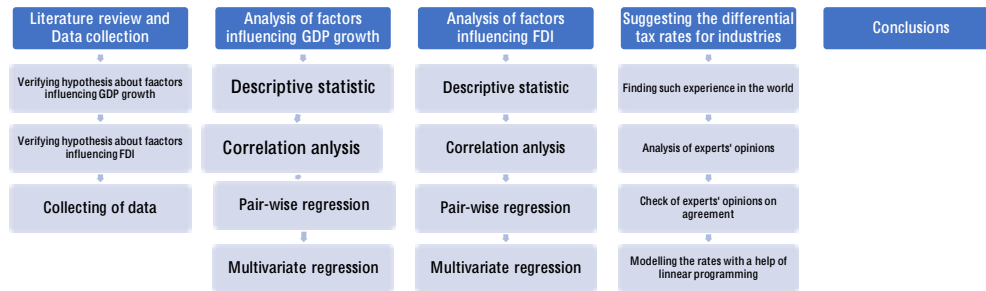 Literature review and
Data collection
Verifying hypothesis about faactors
influencing GDP growth
Verifying hypothesis about faactors
influencing FDI
Collecting of data
Analysis of factors
influencing GDP growth
Descriptive statistic
Correlation anlysis
Pair-wise regression
Multivariate regression
Analysis of factors
influencing FDI
Descriptive statistic
Correlation anlysis
Pair-wise regression
Multivariate regression
Suggesting the differential
tax rates for industries
Finding such experience in the world
Analysis of experts' opinions
Check of experts' opinions on
agreement
Modelling the rates with a help of
linnear programming
Conclusions